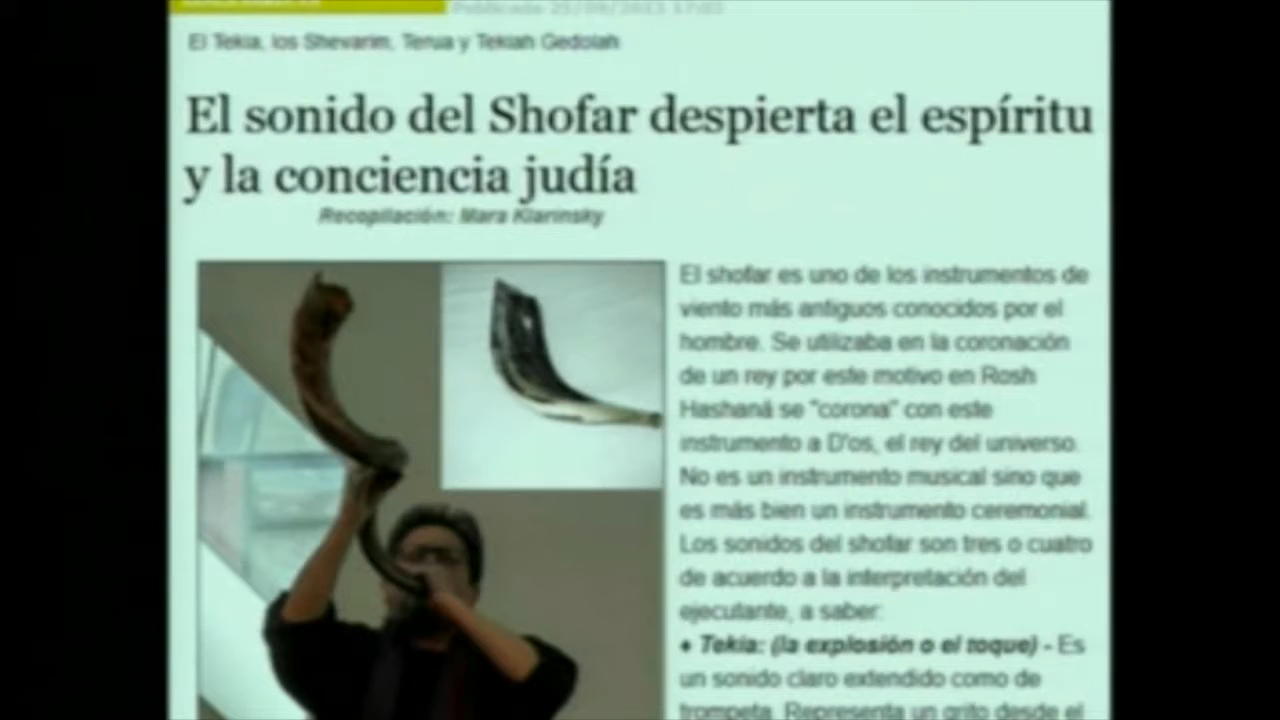 El Tekia, los Shevarim, Terua y Tekiah Gedolah
El sonido del Shofar despierta el espíritu
y la conciencia judía
Recopilación: Mara Klarinsky
El shofar es uno de los instrumentos de
viento más antiguos conocidos por el
hombre. Se utilizaba en la coronación
de un rey por este motivo en Rosh
Hashaná se "corona" con este
instrumento a D'os, el rey del universo.
No es un instrumento musical sino que
es más bien un instrumento ceremonial.
Los sonidos del shofar son tres o cuatro
de acuerdo a la interpretación del
ejecutante, a saber:
♦ Tekia: (la explosión o el toque) - Es
un sonido claro extendido como de
trompeta. Representa un grito desde el